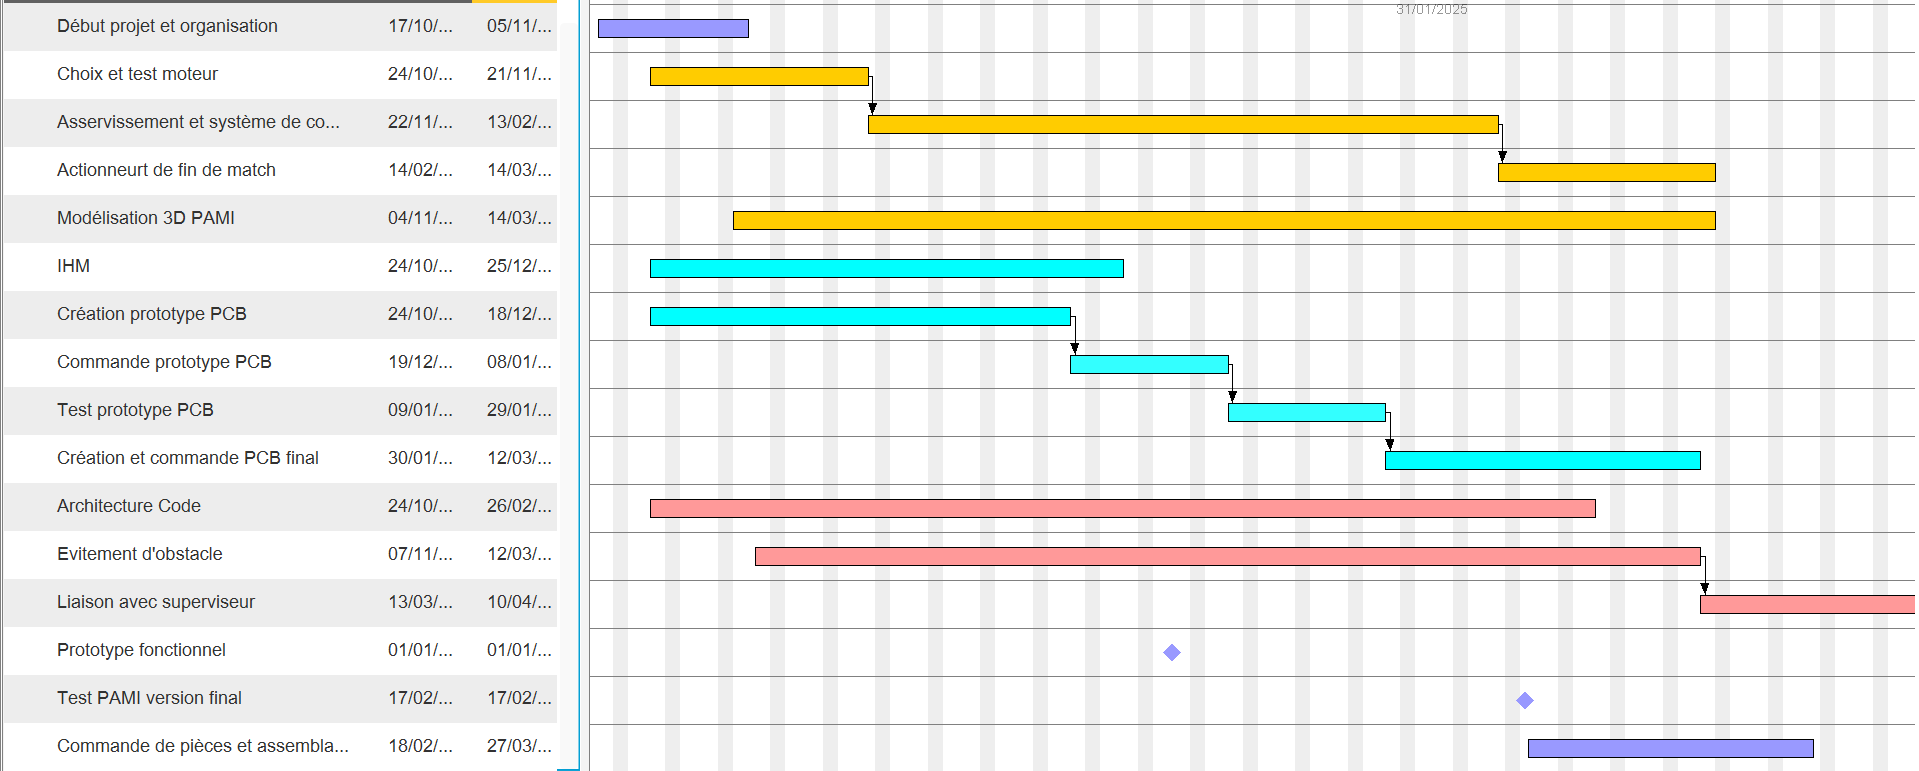 31/01/2025
Début projet et organisation 17/10/... 05/11/...
Choix et test moteur 24/10/... 21/11/...
Asservissement et système de co... 22/11/... 13/02/...
Actionneurt de fin de match 14/02/... 14/03/...
Modélisation 3D PAMI 04/11/... 14/03/...
IHM 24/10/... 25/12/...
Création prototype PCB 24/10/... 18/12/...
Commande prototype PCB 19/12/... 08/01/...
Test prototype PCB 09/01/... 29/01/...
Création et commande PCB final 30/01/... 12/03/...
Architecture Code 24/10/... 26/02/...
Evitement d'obstacle 07/11/... 12/03/...
Liaison avec superviseur 13/03/... 10/04/...
Prototype fonctionnel 01/01/... 01/01/...
Test PAMI version final 17/02/... 17/02/...
Commande de pièces et assembla... 18/02/... 27/03/...